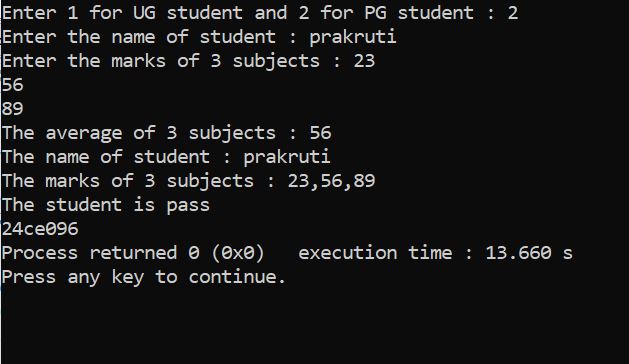 Enter 1 for UG student and 2 for PG student : 2
Enter the name of student : prakruti
Enter the marks of 3 subjects : 23
56
89
The average of 3 subjects : 56
The name of student : prakruti
The marks of 3 subjects : 23,56,89
The student is pass
24ce096
Process returned 0 (0x0)   execution time : 13.660 s
Press any key to continue.